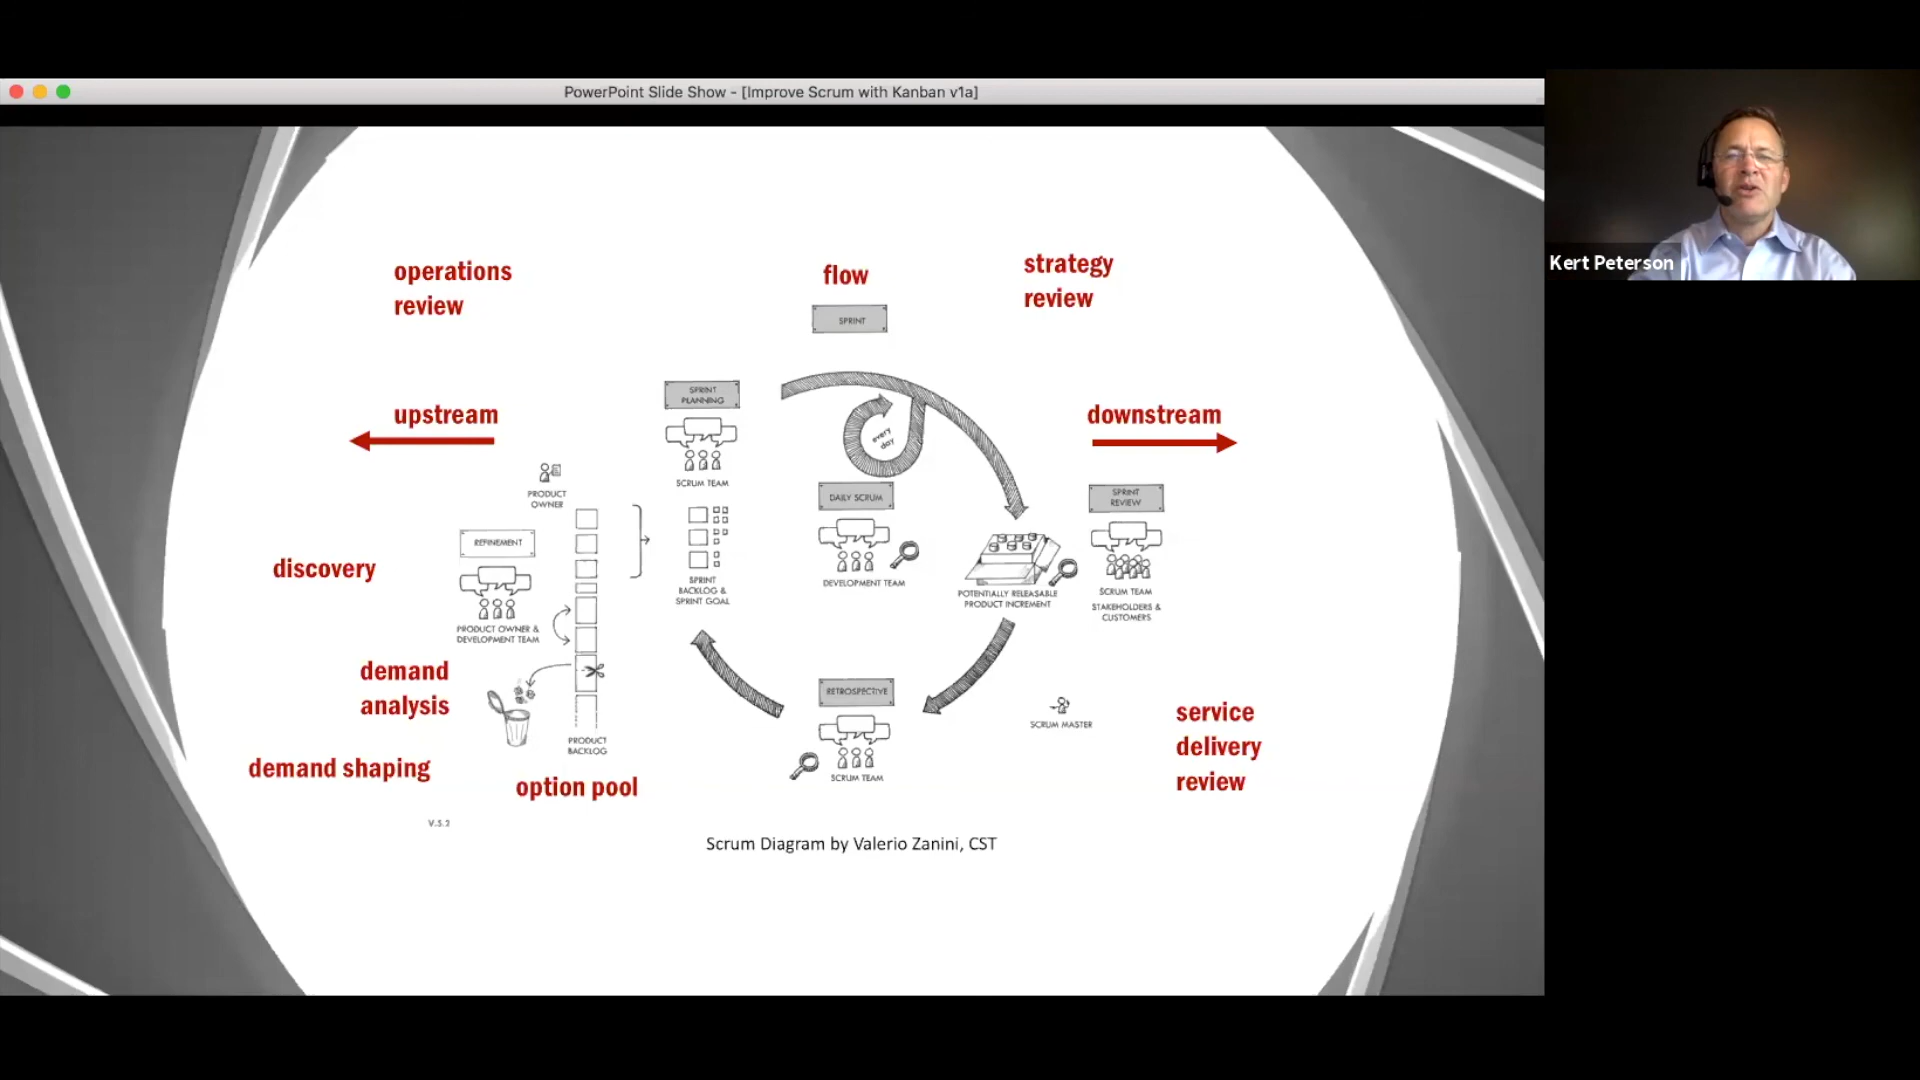 PowerPoint Slide Show - [Improve Scrum with Kanban v1a]
Kert Peterson
operations
review
flow
strategy
review
SPRINT
SPRINT
PLANNING
upstream
downstream
every
day
PRODUCT
OWNER
SCRUM TEAM
DAILY SCRUM
SPRINT
REVIEW
REFINEMENT
discovery
SPRINT
BACKLOG &
SPRINT GOAL
DEVELOPMENT TEAM
POTENTIALLY RELEASABLE
PRODUCT INCREMENT
SCRUM TEAM
STAKEHOLDERS &
CUSTOMERS
PRODUCT OWNER &
DEVELOPMENT TEAM
demand
analysis
RETROSPECTIVE
SCRUM MASTER
service
delivery
review
PRODUCT
BACKLOG
demand shaping
option pool
SCRUM TEAM
V.5.2
Scrum Diagram by Valerio Zanini, CST